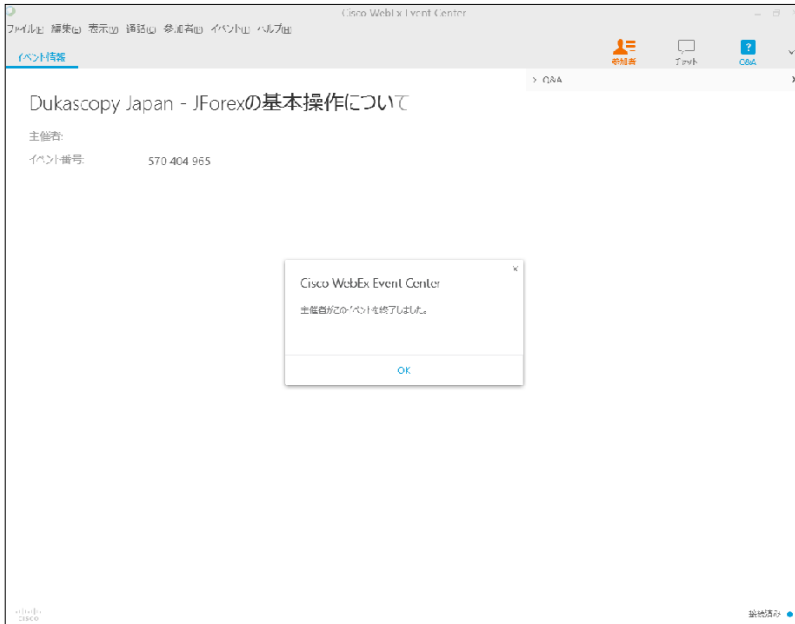 Cisco WebEx Event Center
ファイル(F) 編集(E) 表示(V) 通話(C) 参加者(P) イベント(E) ヘルプ(H)
イベント情報
参加者 チャット Q&A
> Q&A
Dukascopy Japan - JForexの基本操作について
主催者:
イベント番号: 570 404 965
Cisco WebEx Event Center
主催者がこのイベントを終了しました。
OK
CISCO
接続済み